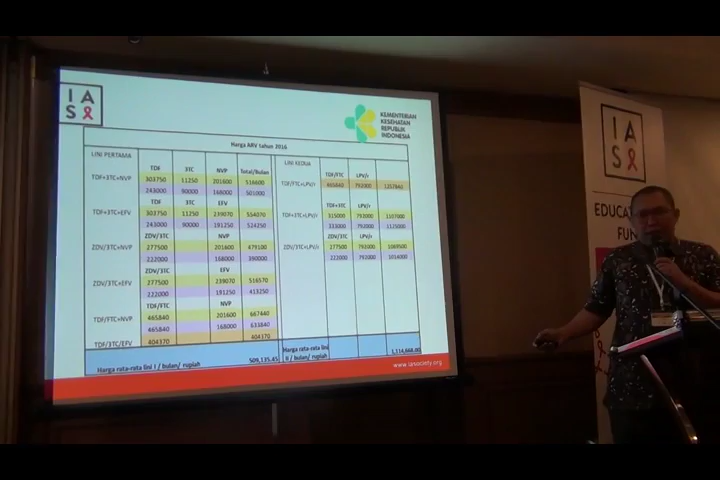 IAS
KEMENTERIAN
KESEHATAN
REPUBLIK
INDONESIA
Harga ARV tahun 2016
LINI PERTAMA
TDF 3TC NVP Total/Bulan
TDF+3TC+NVP 303750 11250 201600 516600
243000 90000 168000 501000
TDF 3TC EFV
TDF+3TC+EFV 303750 11250 239070 554070
243000 90000 191250 524250
ZDV/3TC NVP
ZDV/3TC+NVP 277500 201600 479100
222000 168000 390000
ZDV/3TC EFV
ZDV/3TC+EFV 277500 239070 516570
222000 191250 413250
TDF/FTC NVP
TDF/FTC+NVP 465840 201600 667440
465840 168000 633840
TDF/3TC/EFV 404370 404370
Harga rata-rata lini I / bulan/ rupiah 509,135.45
LINI KEDUA
TDF/FTC LPV/r
TDF/FTC+LPV/r 465840 792000 1257840
TDF+3TC LPV/r
TDF+3TC+LPV/r 315000 792000 1107000
333000 792000 1125000
ZDV/3TC LPV/r
ZDV/3TC+LPV/r 277500 792000 1069500
222000 792000 1014000
Harga rata-rata lini
II / bulan/ rupiah 1,114,668.00
www.iasociety.org
IAS
FUN